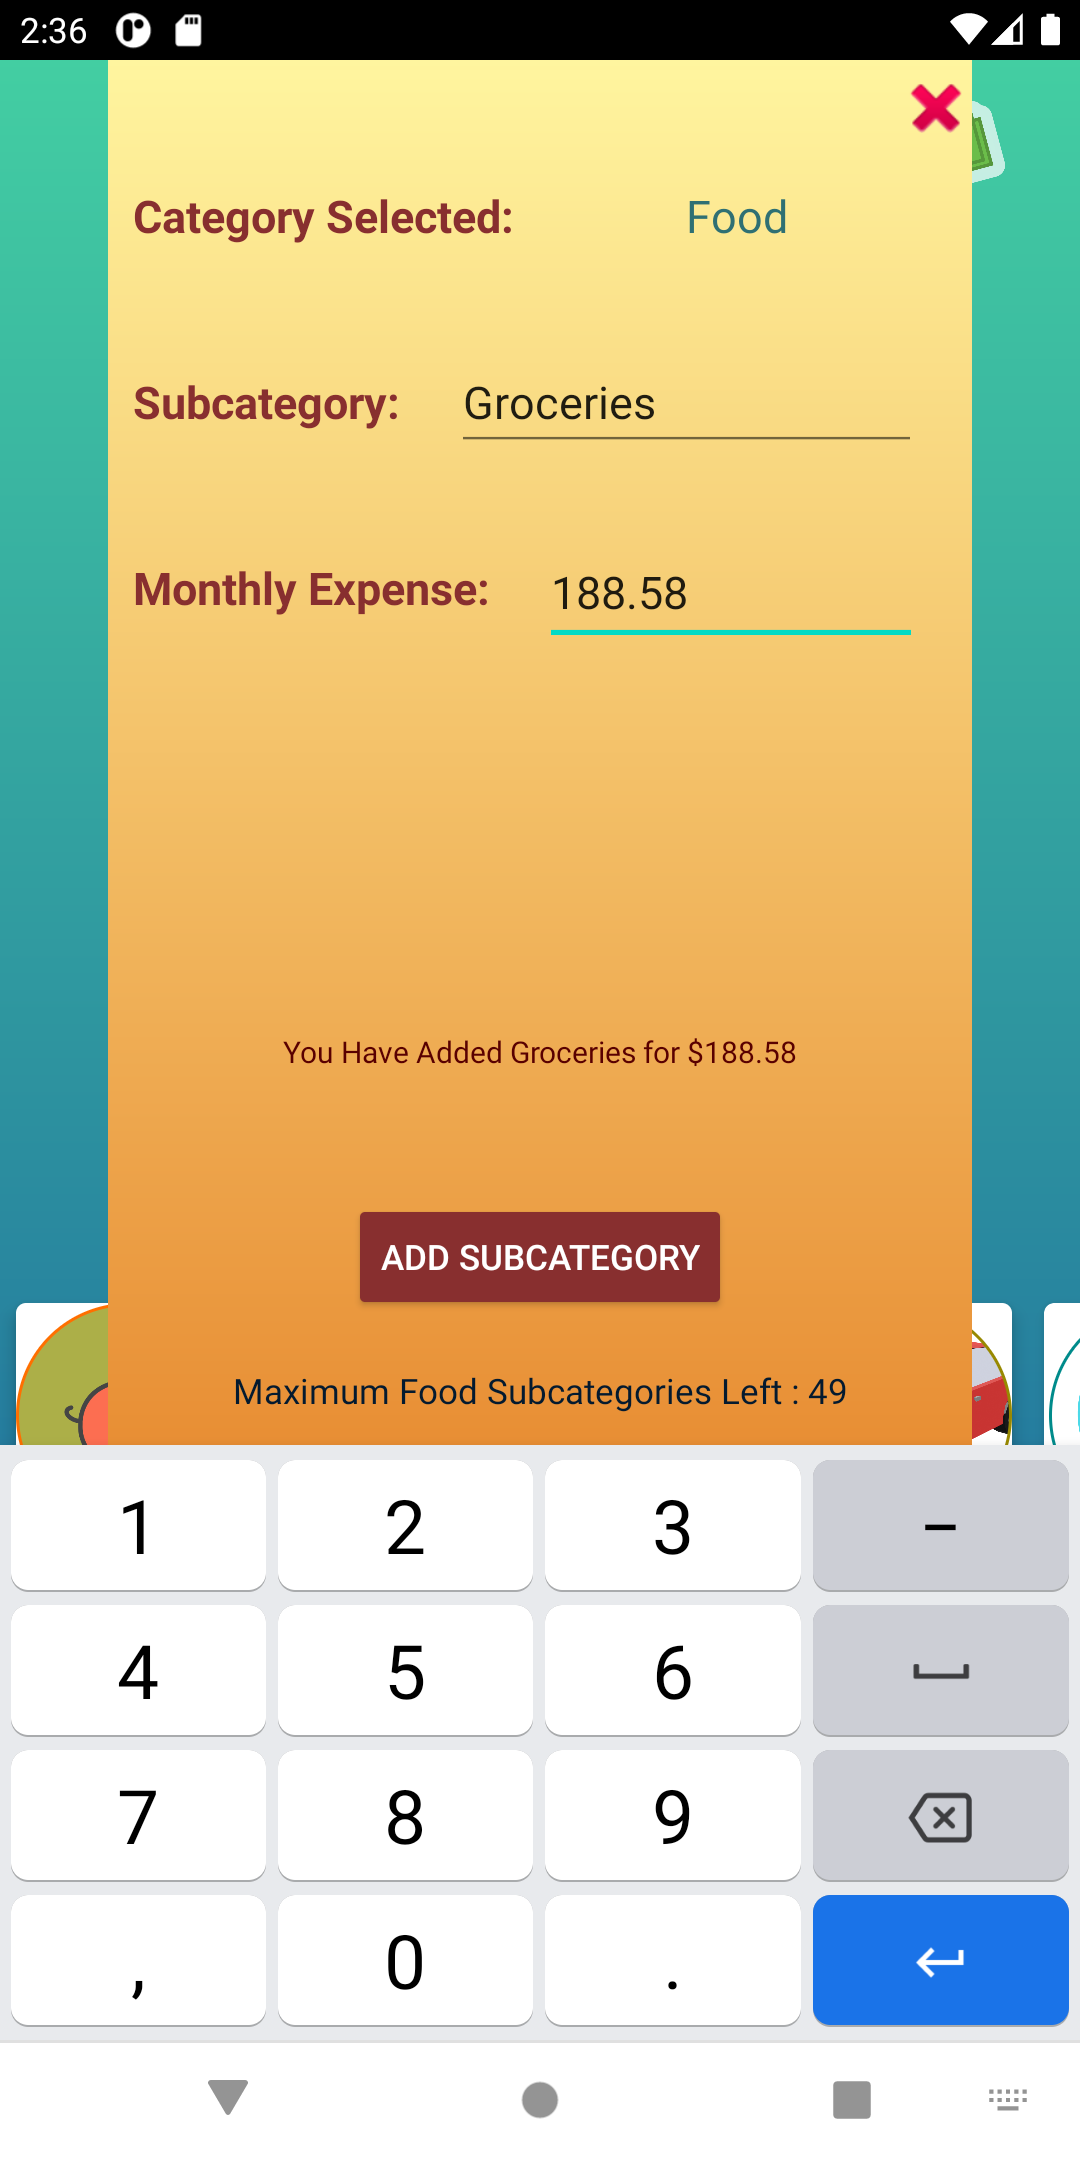 2:36
Category Selected: Food
Subcategory: Groceries
Monthly Expense: 188.58
You Have Added Groceries for $188.58
ADD SUBCATEGORY
Maximum Food Subcategories Left : 49
1 2 3 –
4 5 6
7 8 9
, 0 .